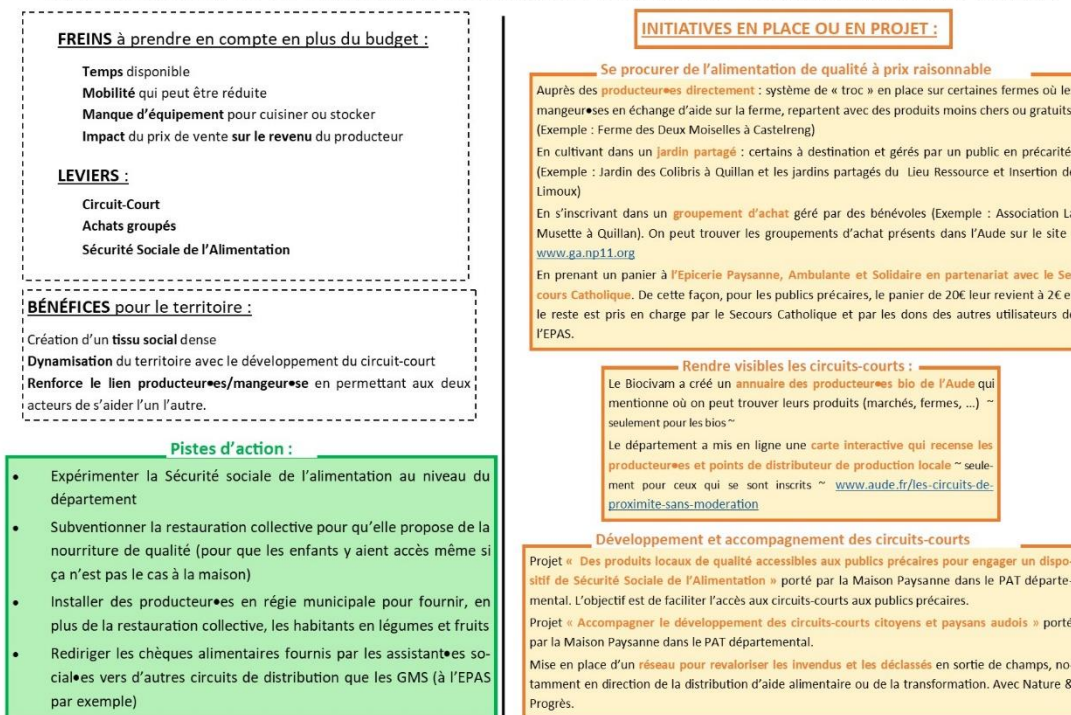 FREINS à prendre en compte en plus du budget :
Temps disponible
Mobilité qui peut être réduite
Manque d'équipement pour cuisiner ou stocker
Impact du prix de vente sur le revenu du producteur
LEVIERS :
Circuit-Court
Achats groupés
Sécurité Sociale de l'Alimentation
BÉNÉFICES pour le territoire :
Création d'un tissu social dense
Dynamisation du territoire avec le développement du circuit-court
Renforce le lien producteur•es/mangeur•se en permettant aux deux
acteurs de s'aider l'un l'autre.
Pistes d'action :
• Expérimenter la Sécurité sociale de l'alimentation au niveau du
département
• Subventionner la restauration collective pour qu'elle propose de la
nourriture de qualité (pour que les enfants y aient accès même si
ça n'est pas le cas à la maison)
• Installer des producteur•es en régie municipale pour fournir, en
plus de la restauration collective, les habitants en légumes et fruits
• Rediriger les chèques alimentaires fournis par les assistant•es so-
cial•es vers d'autres circuits de distribution que les GMS (à l'EPAS
par exemple)
INITIATIVES EN PLACE OU EN PROJET :
Se procurer de l'alimentation de qualité à prix raisonnable
Auprès des producteur•es directement : système de « troc » en place sur certaines fermes où le
mangeur•ses en échange d'aide sur la ferme, repartent avec des produits moins chers ou gratuits
(Exemple : Ferme des Deux Moiselles à Castelreng)
En cultivant dans un jardin partagé : certains à destination et gérés par un public en précarité
(Exemple : Jardin des Colibris à Quillan et les jardins partagés du Lieu Ressource et Insertion de
Limoux)
En s'inscrivant dans un groupement d'achat géré par des bénévoles (Exemple : Association La
Musette à Quillan). On peut trouver les groupements d'achat présents dans l'Aude sur le site
www.ga.np11.org
En prenant un panier à l'Epicerie Paysanne, Ambulante et Solidaire en partenariat avec le Se
cours Catholique. De cette façon, pour les publics précaires, le panier de 20€ leur revient à 2€ e
le reste est pris en charge par le Secours Catholique et par les dons des autres utilisateurs de
l'EPAS.
Rendre visibles les circuits-courts :
Le Biocivam a créé un annuaire des producteur•es bio de l'Aude qui
mentionne où on peut trouver leurs produits (marchés, fermes, ...) ~
seulement pour les bios ~
Le département a mis en ligne une carte interactive qui recense les
producteur•es et points de distributeur de production locale ~ seule-
ment pour ceux qui se sont inscrits ~ www.aude.fr/les-circuits-de-
proximite-sans-moderation
Développement et accompagnement des circuits-courts
Projet « Des produits locaux de qualité accessibles aux publics précaires pour engager un dispo-
sitif de Sécurité Sociale de l'Alimentation » porté par la Maison Paysanne dans le PAT départe-
mental. L'objectif est de faciliter l'accès aux circuits-courts aux publics précaires.
Projet « Accompagner le développement des circuits-courts citoyens et paysans audois » porté
par la Maison Paysanne dans le PAT départemental.
Mise en place d'un réseau pour revaloriser les invendus et les déclassés en sortie de champs, no-
tamment en direction de la distribution d'aide alimentaire ou de la transformation. Avec Nature &
Progrès.